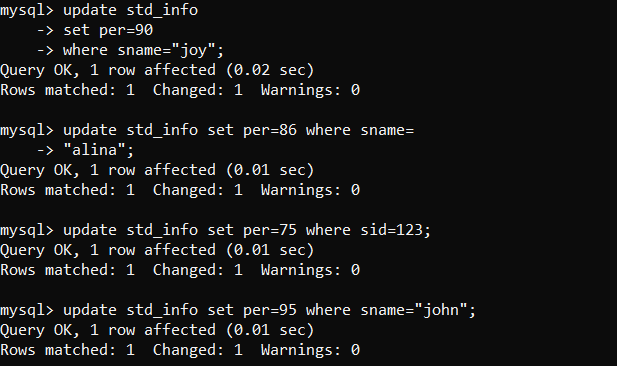 mysql> update std_info
    -> set per=90
    -> where sname="joy";
Query OK, 1 row affected (0.02 sec)
Rows matched: 1  Changed: 1  Warnings: 0

mysql> update std_info set per=86 where sname=
    -> "alina";
Query OK, 1 row affected (0.01 sec)
Rows matched: 1  Changed: 1  Warnings: 0

mysql> update std_info set per=75 where sid=123;
Query OK, 1 row affected (0.01 sec)
Rows matched: 1  Changed: 1  Warnings: 0

mysql> update std_info set per=95 where sname="john";
Query OK, 1 row affected (0.01 sec)
Rows matched: 1  Changed: 1  Warnings: 0